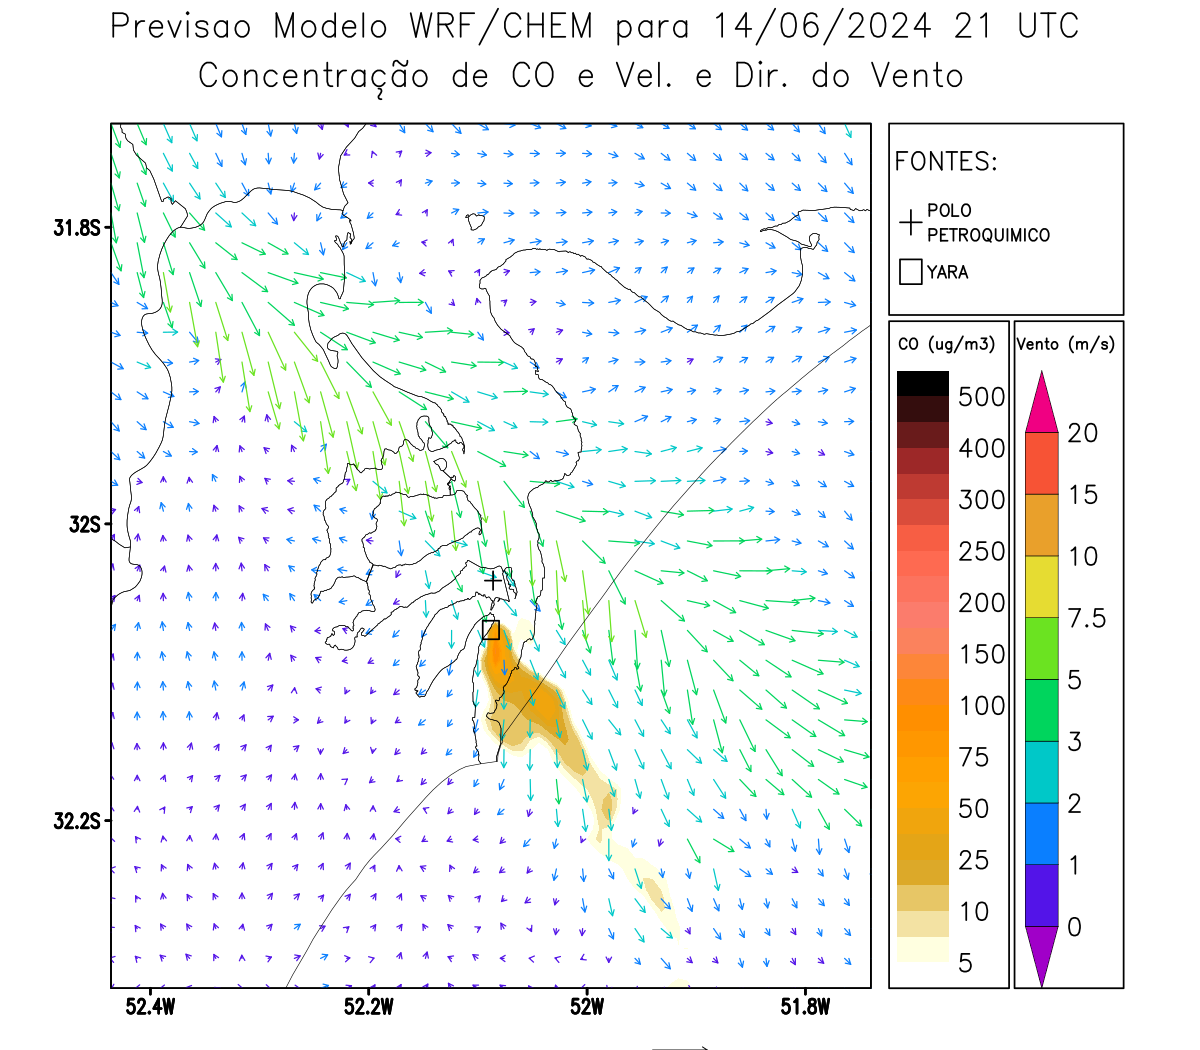 Previsao Modelo WRF/CHEM para 14/06/2024 21 UTC
Concentração de CO e Vel. e Dir. do Vento
FONTES:
POLO
PETROQUIMICO
YARA
CO (ug/m3)
500
400
300
250
200
150
100
75
50
25
10
5
Vento (m/s)
20
15
10
7.5
5
3
2
1
0
31.8S
32S
32.2S
52.4W
52.2W
52W
51.8W